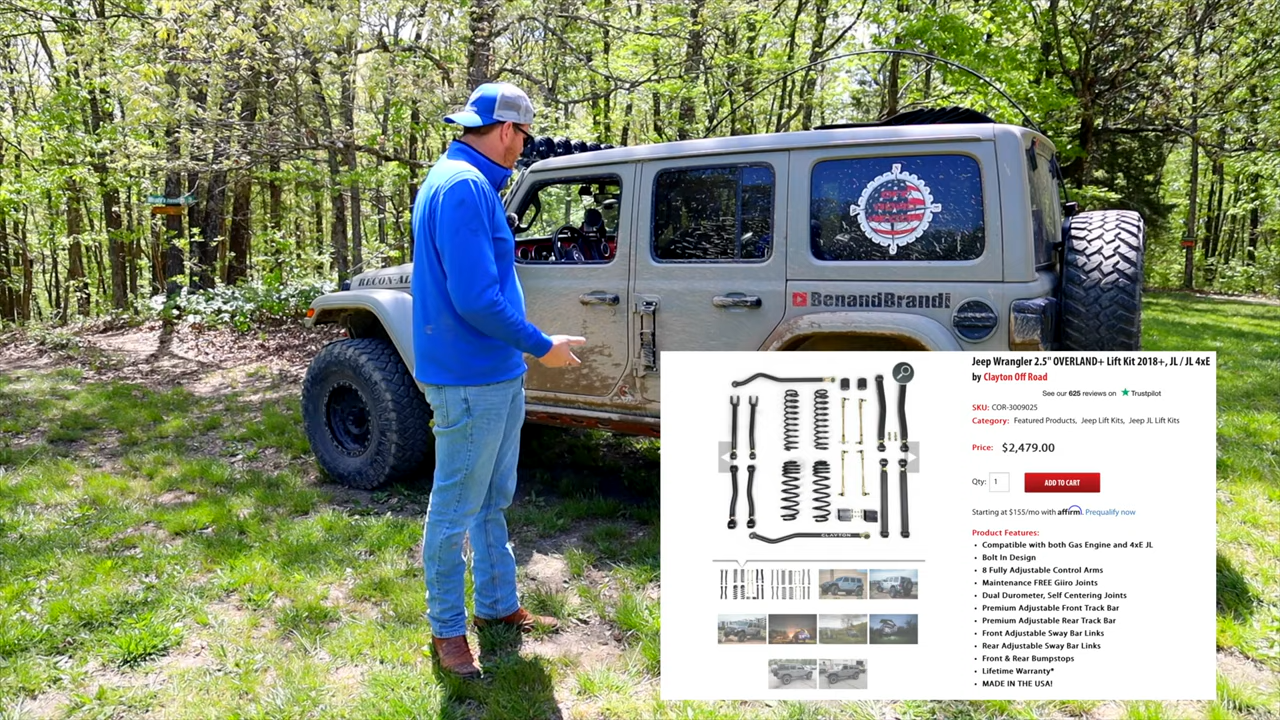 RECON-AL
BenandBrandi
Jeep Wrangler 2.5" OVERLAND+ Lift Kit 2018+, JL / JL 4xE
by Clayton Off Road
See our 625 reviews on Trustpilot
SKU: COR-3009025
Category: Featured Products, Jeep Lift Kits, Jeep JL Lift Kits
Price: $2,479.00
Qty: 1 ADD TO CART
Starting at $155/mo with affirm. Prequalify now
Product Features:
• Compatible with both Gas Engine and 4xE JL
• Bolt In Design
• 8 Fully Adjustable Control Arms
• Maintenance FREE Giiro Joints
• Dual Durometer, Self Centering Joints
• Premium Adjustable Front Track Bar
• Premium Adjustable Rear Track Bar
• Front Adjustable Sway Bar Links
• Rear Adjustable Sway Bar Links
• Front & Rear Bumpstops
• Lifetime Warranty*
• MADE IN THE USA!
CLAYTON